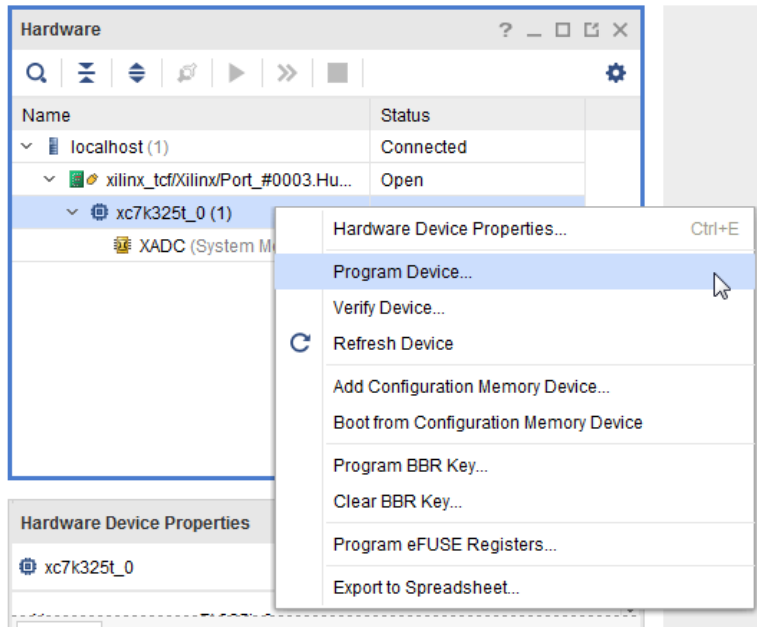 Hardware
Name Status
localhost (1) Connected
xilinx_tcf/Xilinx/Port_#0003.Hu... Open
xc7k325t_0 (1)
XADC (System M
Hardware Device Properties... Ctrl+E
Program Device...
Verify Device...
Refresh Device
Add Configuration Memory Device...
Boot from Configuration Memory Device
Program BBR Key...
Clear BBR Key...
Program eFUSE Registers...
Export to Spreadsheet...
Hardware Device Properties
xc7k325t_0